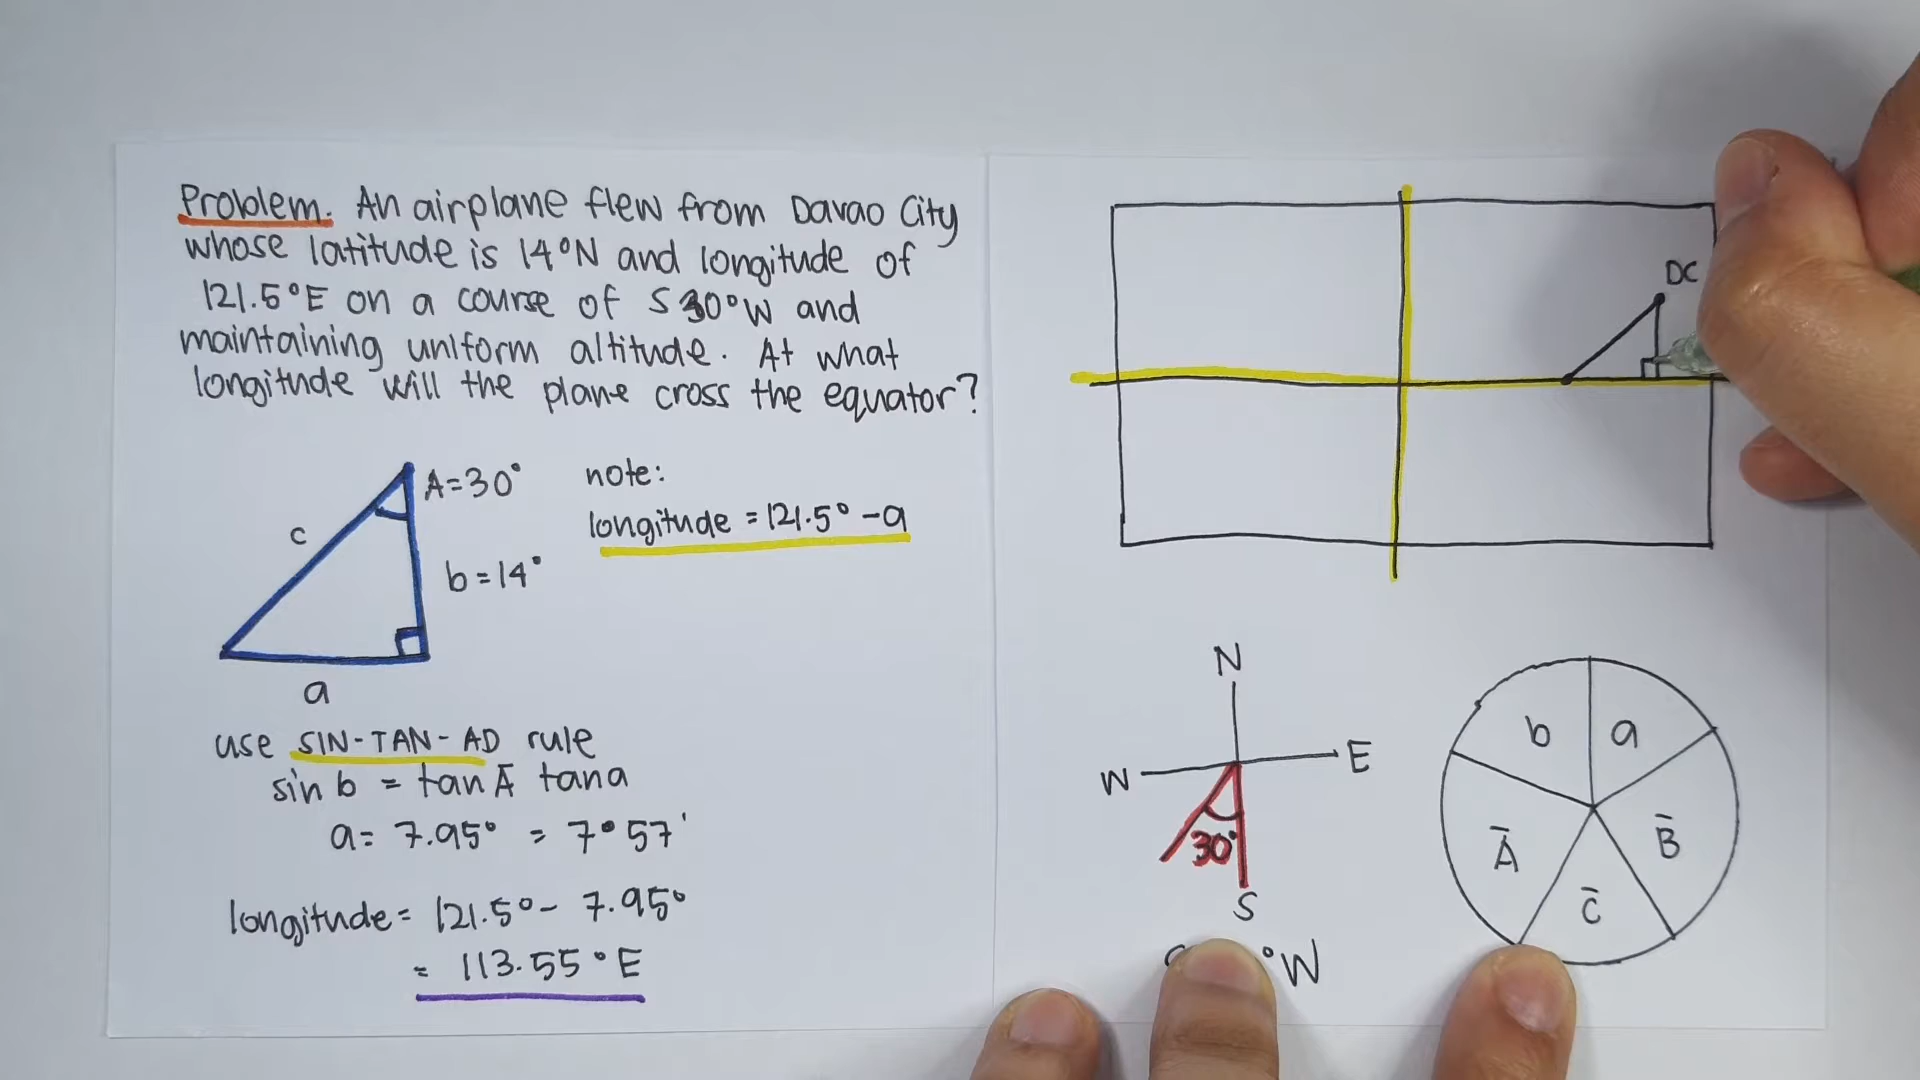 Problem. An airplane flew from Davao City
whose latitude is 14°N and longitude of
121.5°E on a course of S30°W and
maintaining uniform altitude. At what
longitude will the plane cross the equator?
A=30°
c
b=14°
a
note:
longitude = 121.5° - a
use SIN-TAN-AD rule
sin b = tan Ā tan a
a = 7.95° = 7°57'
longitude = 121.5° - 7.95°
= 113.55°E
DC
N
W
E
30°
S
°W
b
a
Ā
B̄
c̄